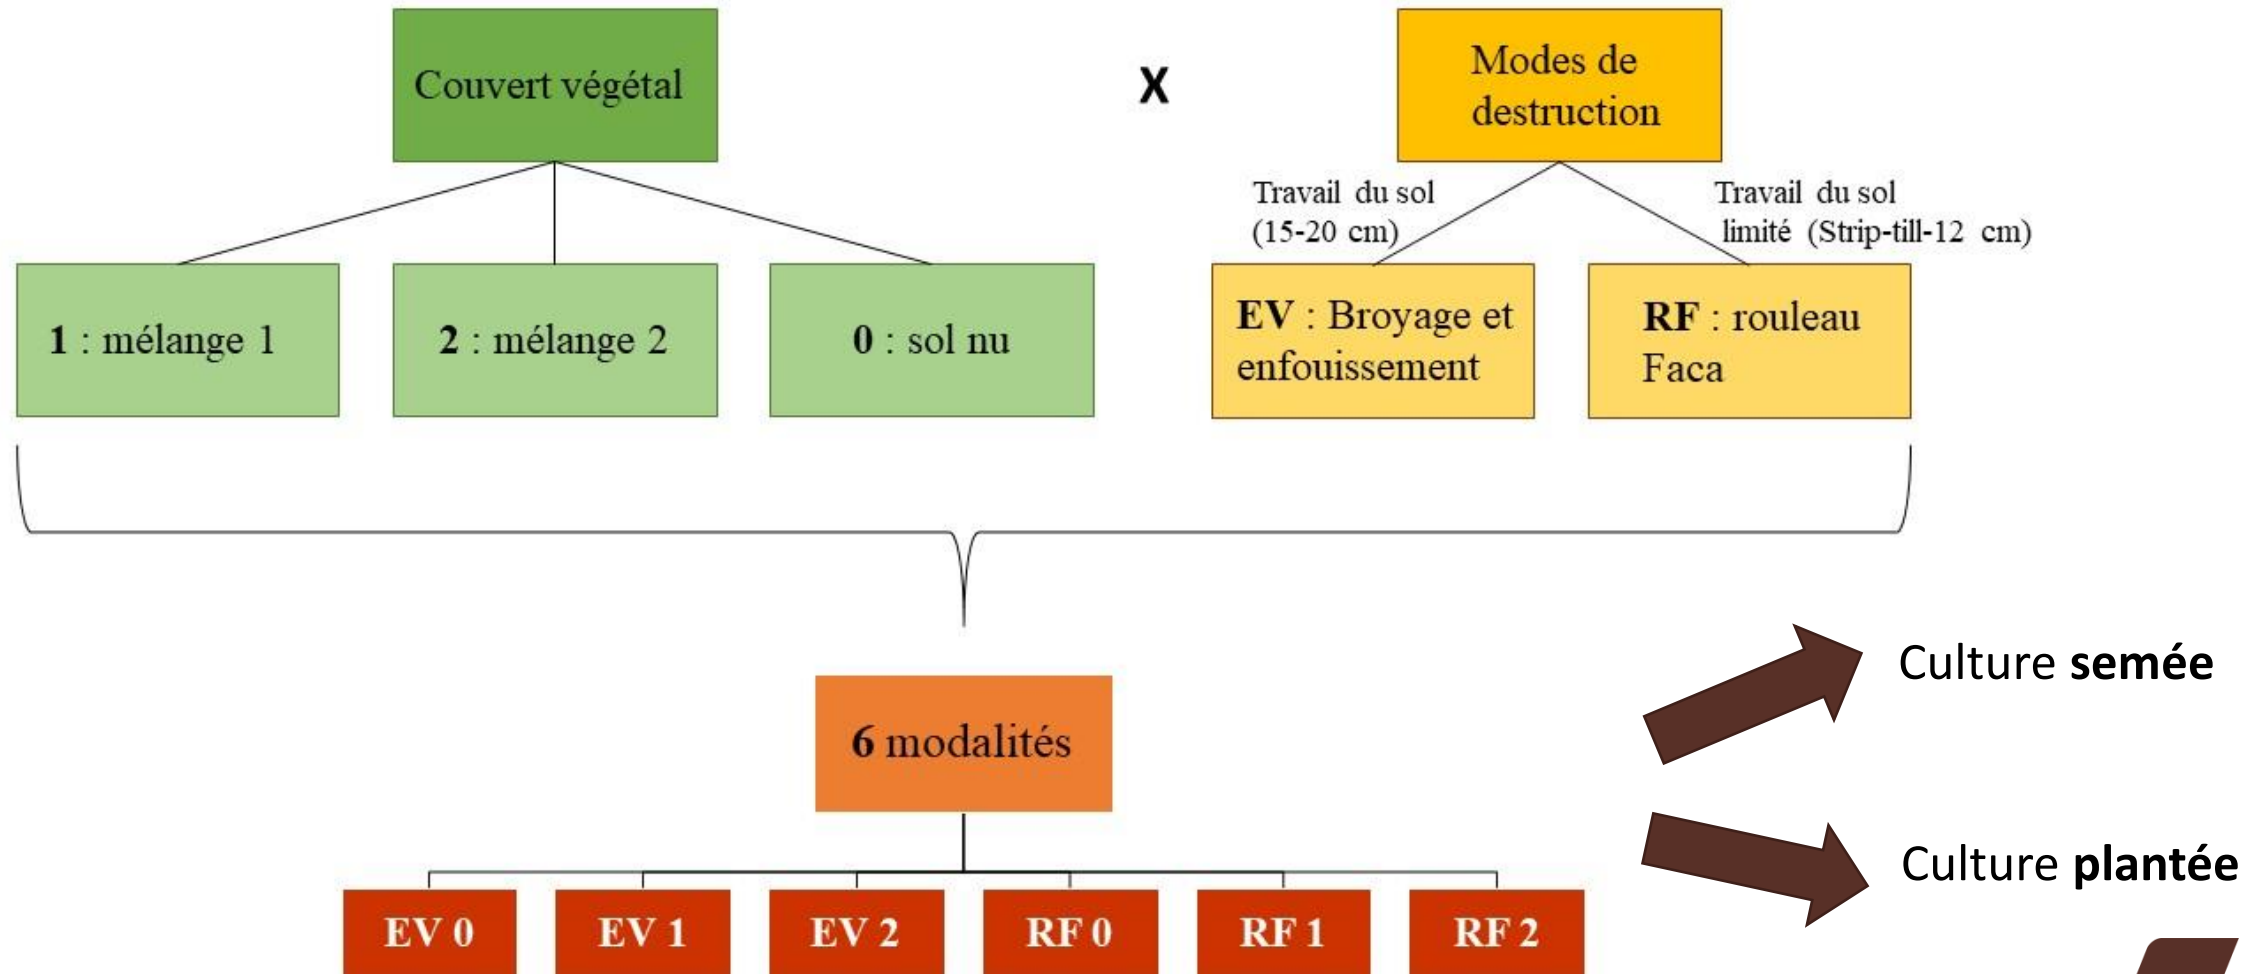 Couvert végétal
X
Modes de
destruction
Travail du sol
(15-20 cm)
Travail du sol
limité (Strip-till-12 cm)
1 : mélange 1
2 : mélange 2
0 : sol nu
EV : Broyage et
enfouissement
RF : rouleau
Faca
6 modalités
Culture semée
Culture plantée
EV 0
EV 1
EV 2
RF 0
RF 1
RF 2